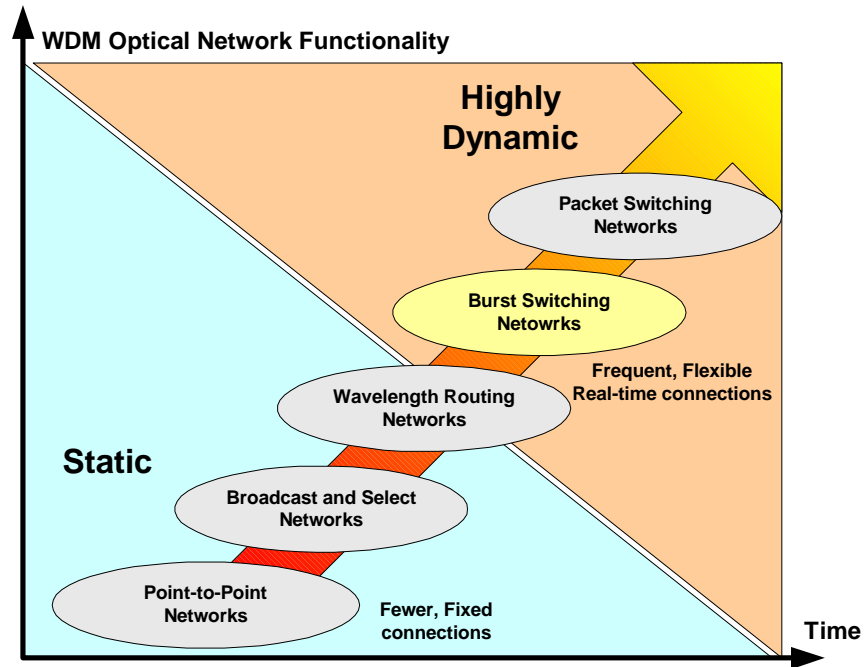 WDM Optical Network Functionality
Highly
Dynamic
Packet Switching
Networks
Burst Switching
Netowrks
Frequent, Flexible
Real-time connections
Wavelength Routing
Networks
Static
Broadcast and Select
Networks
Point-to-Point
Networks
Fewer, Fixed
connections
Time